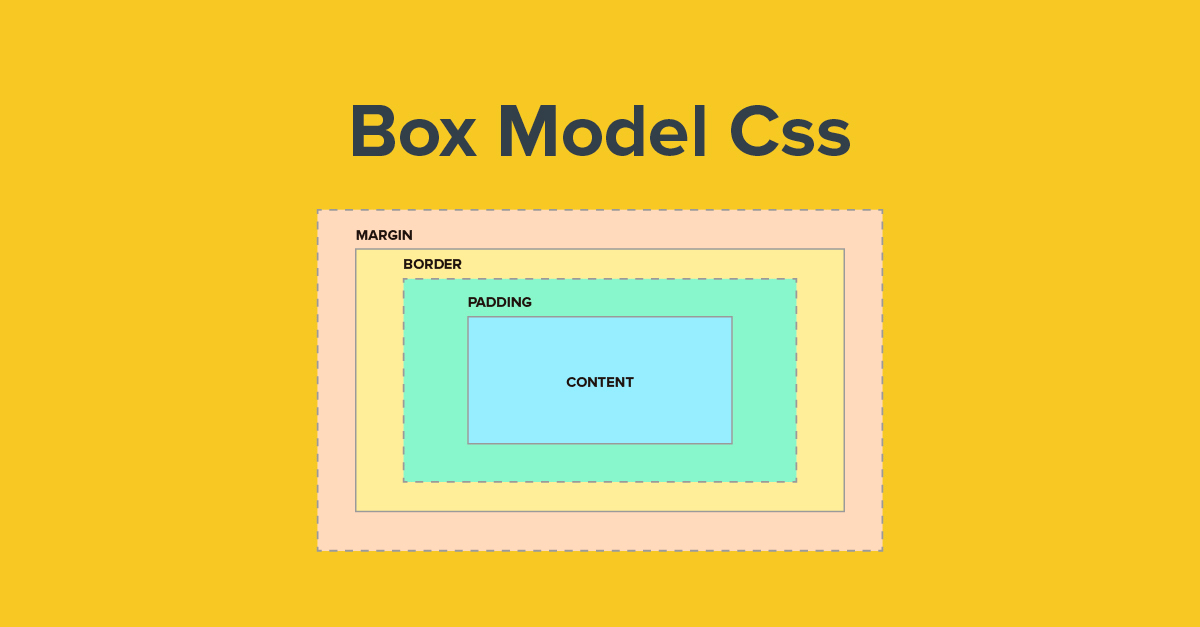 Box Model Css
MARGIN
BORDER
PADDING
CONTENT